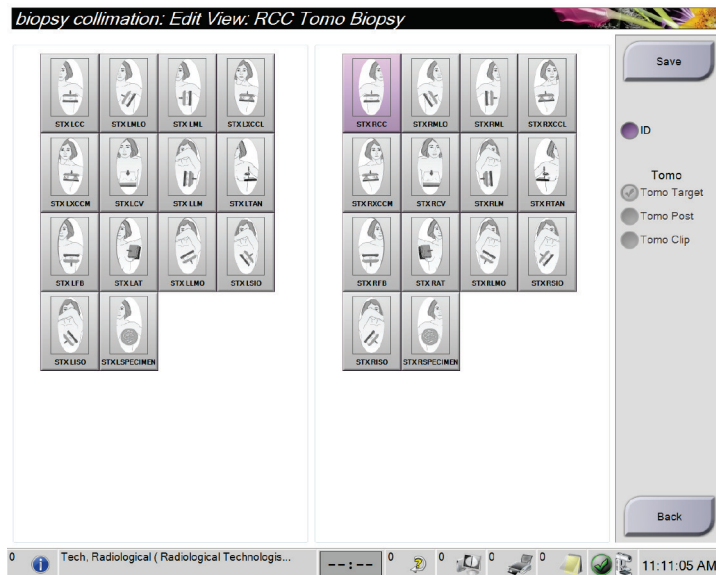 biopsy collimation: Edit View: RCC Tomo Biopsy
STX LCC STX LMLO STX LML STX LXCCL
STX LXCCM STX LCV STX LLM STX LTAN
STX LFB STX LAT STX LLMO STX LSIO
STX LISO STX LSPECIMEN
STX RCC STX RMLO STX RML STX RXCCL
STX RXCCM STX RCV STX RLM STX RTAN
STX RFB STX RAT STX RLMO STX RSIO
STX RISO STX RSPECIMEN
Save
ID
Tomo
Tomo Target
Tomo Post
Tomo Clip
Back
0 Tech, Radiological ( Radiological Technologis... --:-- 0 0 0 0 11:11:05 AM